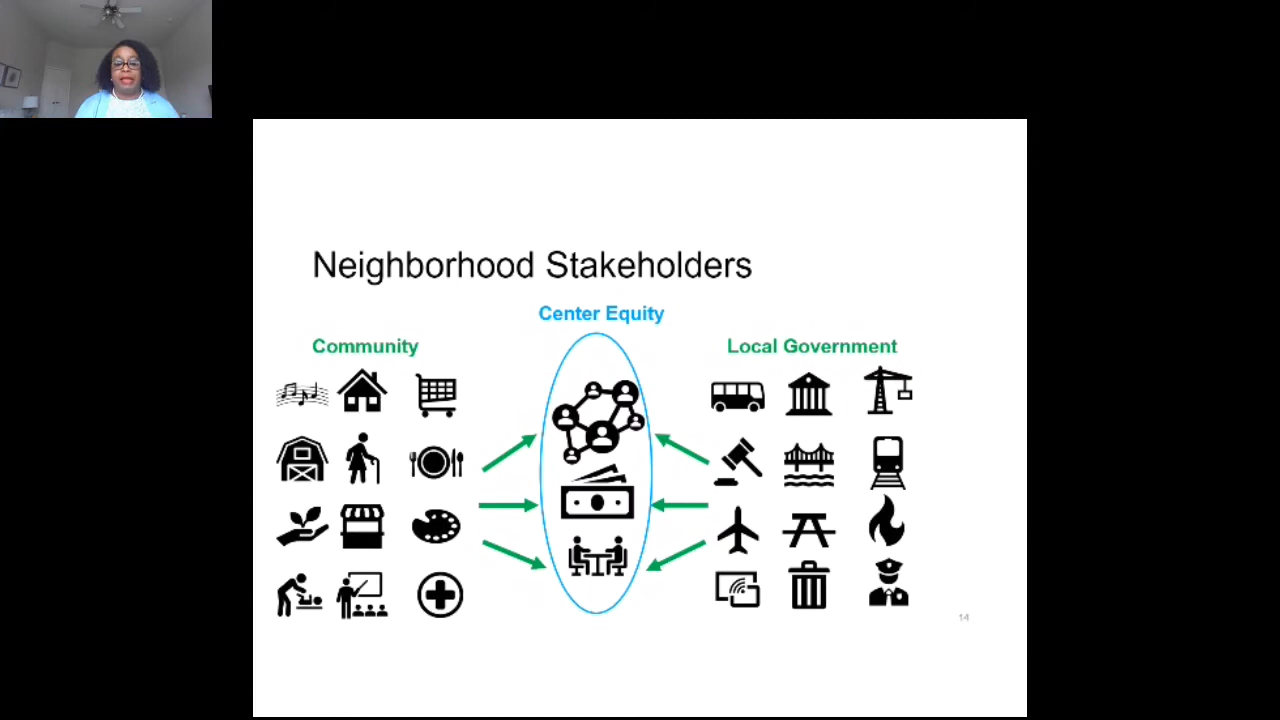 Neighborhood Stakeholders
Center Equity
Community
Local Government
14